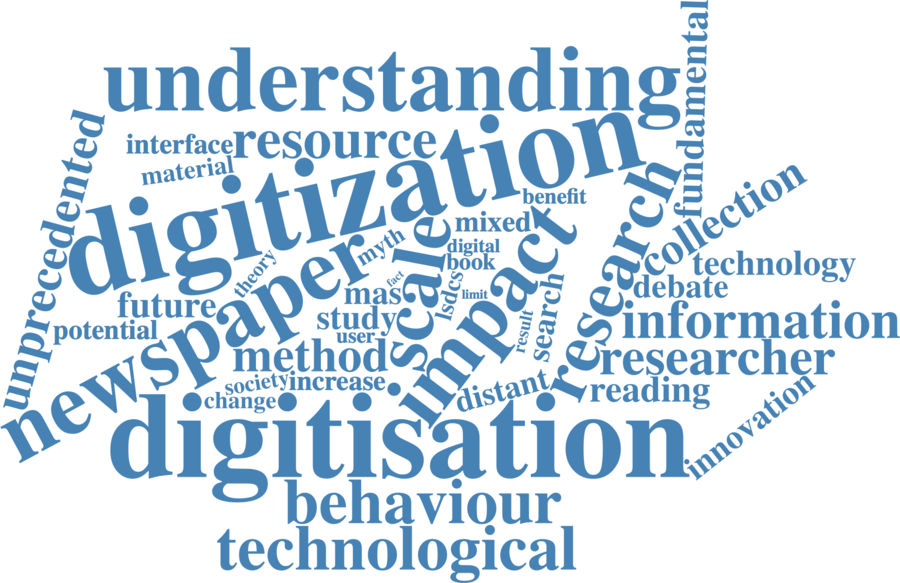 understanding
fundamental
interface
resource
material
digitization
unprecedented
benefit
mixed
research
collection
myth
digital
book
scale
impact
technology
theory
fact
debate
newspaper
mas
lsdcs
limit
search
future
potential
study
user
result
information
method
researcher
society
increase
change
distant
reading
innovation
digitisation
behaviour
technological